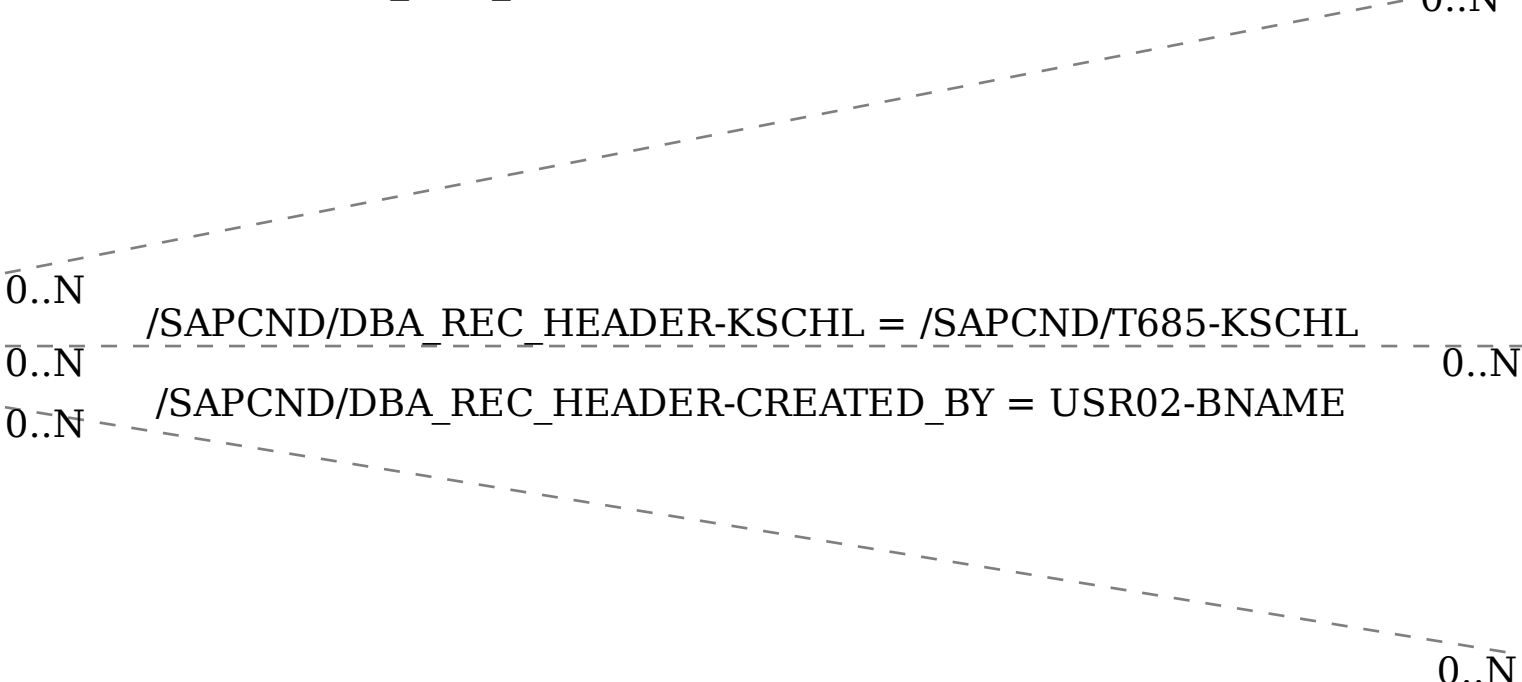 0..N
0..N
/SAPCND/DBA_REC_HEADER-KSCHL = /SAPCND/T685-KSCHL
0..N
0..N
/SAPCND/DBA_REC_HEADER-CREATED_BY = USR02-BNAME
0..N
0..N